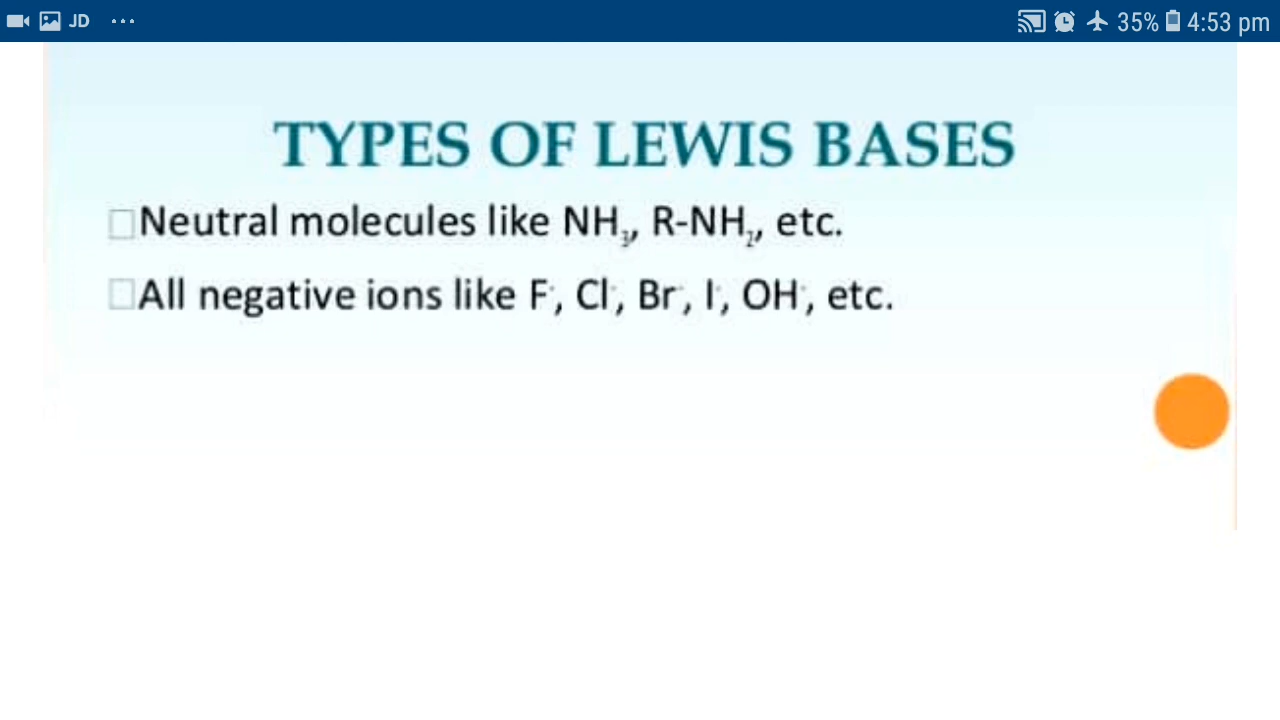 JD ... 35% 4:53 pm
TYPES OF LEWIS BASES
□Neutral molecules like NH₃, R-NH₂, etc.
□All negative ions like F⁻, Cl⁻, Br⁻, I⁻, OH⁻, etc.